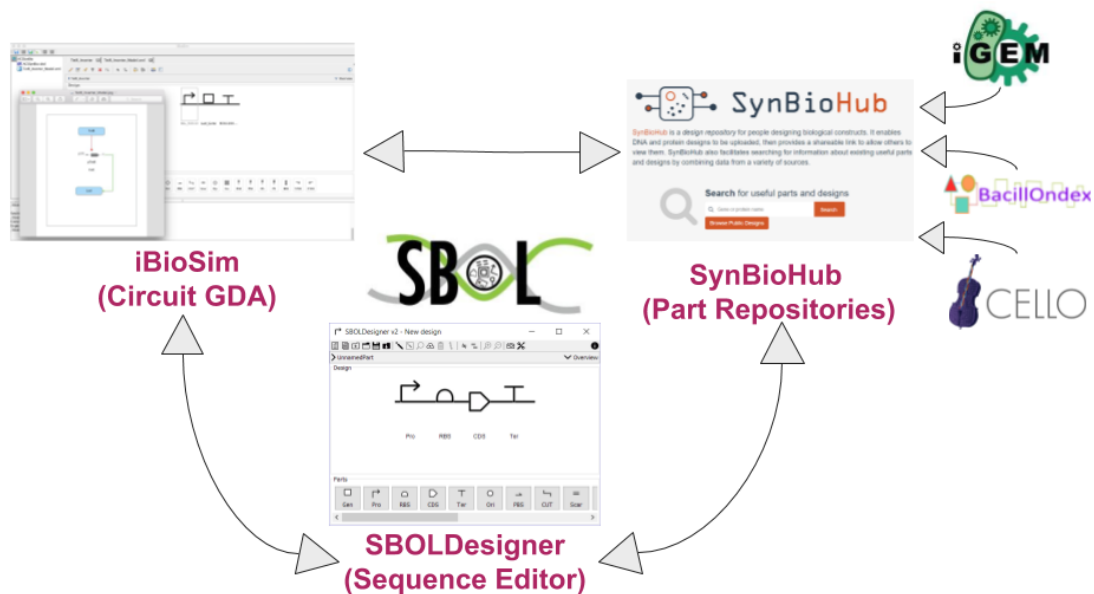 iGEM
SynBioHub
SynBioHub is a design repository for people designing biological constructs. It enables
DNA and protein designs to be uploaded, then provides a shareable link to allow others to
view them. SynBioHub also facilitates searching for information about existing useful parts
and designs by combining data from a variety of sources.
Search for useful parts and designs
Search
Browse Public Designs
BacillOndex
CELLO
iBioSim
(Circuit GDA)
SBOL
SynBioHub
(Part Repositories)
SBOLDesigner v2 - New design
UnnamedPart
Overview
Design
Pro RBS CDS Ter
Parts
Gen Pro RBS CDS Ter Ori PBS CUT Scar
SBOLDesigner
(Sequence Editor)